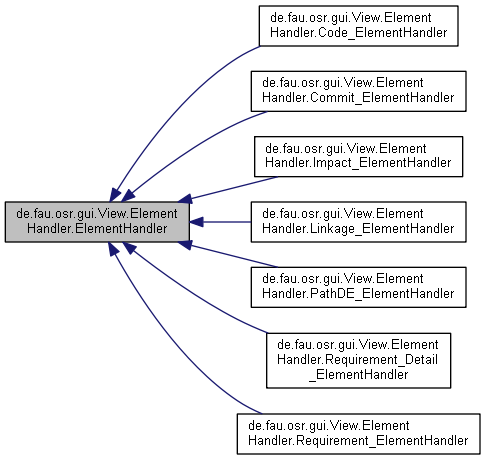 de.fau.osr.gui.View.Element
Handler.Code_ElementHandler
de.fau.osr.gui.View.Element
Handler.Commit_ElementHandler
de.fau.osr.gui.View.Element
Handler.Impact_ElementHandler
de.fau.osr.gui.View.Element
Handler.ElementHandler
de.fau.osr.gui.View.Element
Handler.Linkage_ElementHandler
de.fau.osr.gui.View.Element
Handler.PathDE_ElementHandler
de.fau.osr.gui.View.Element
Handler.Requirement_Detail
_ElementHandler
de.fau.osr.gui.View.Element
Handler.Requirement_ElementHandler